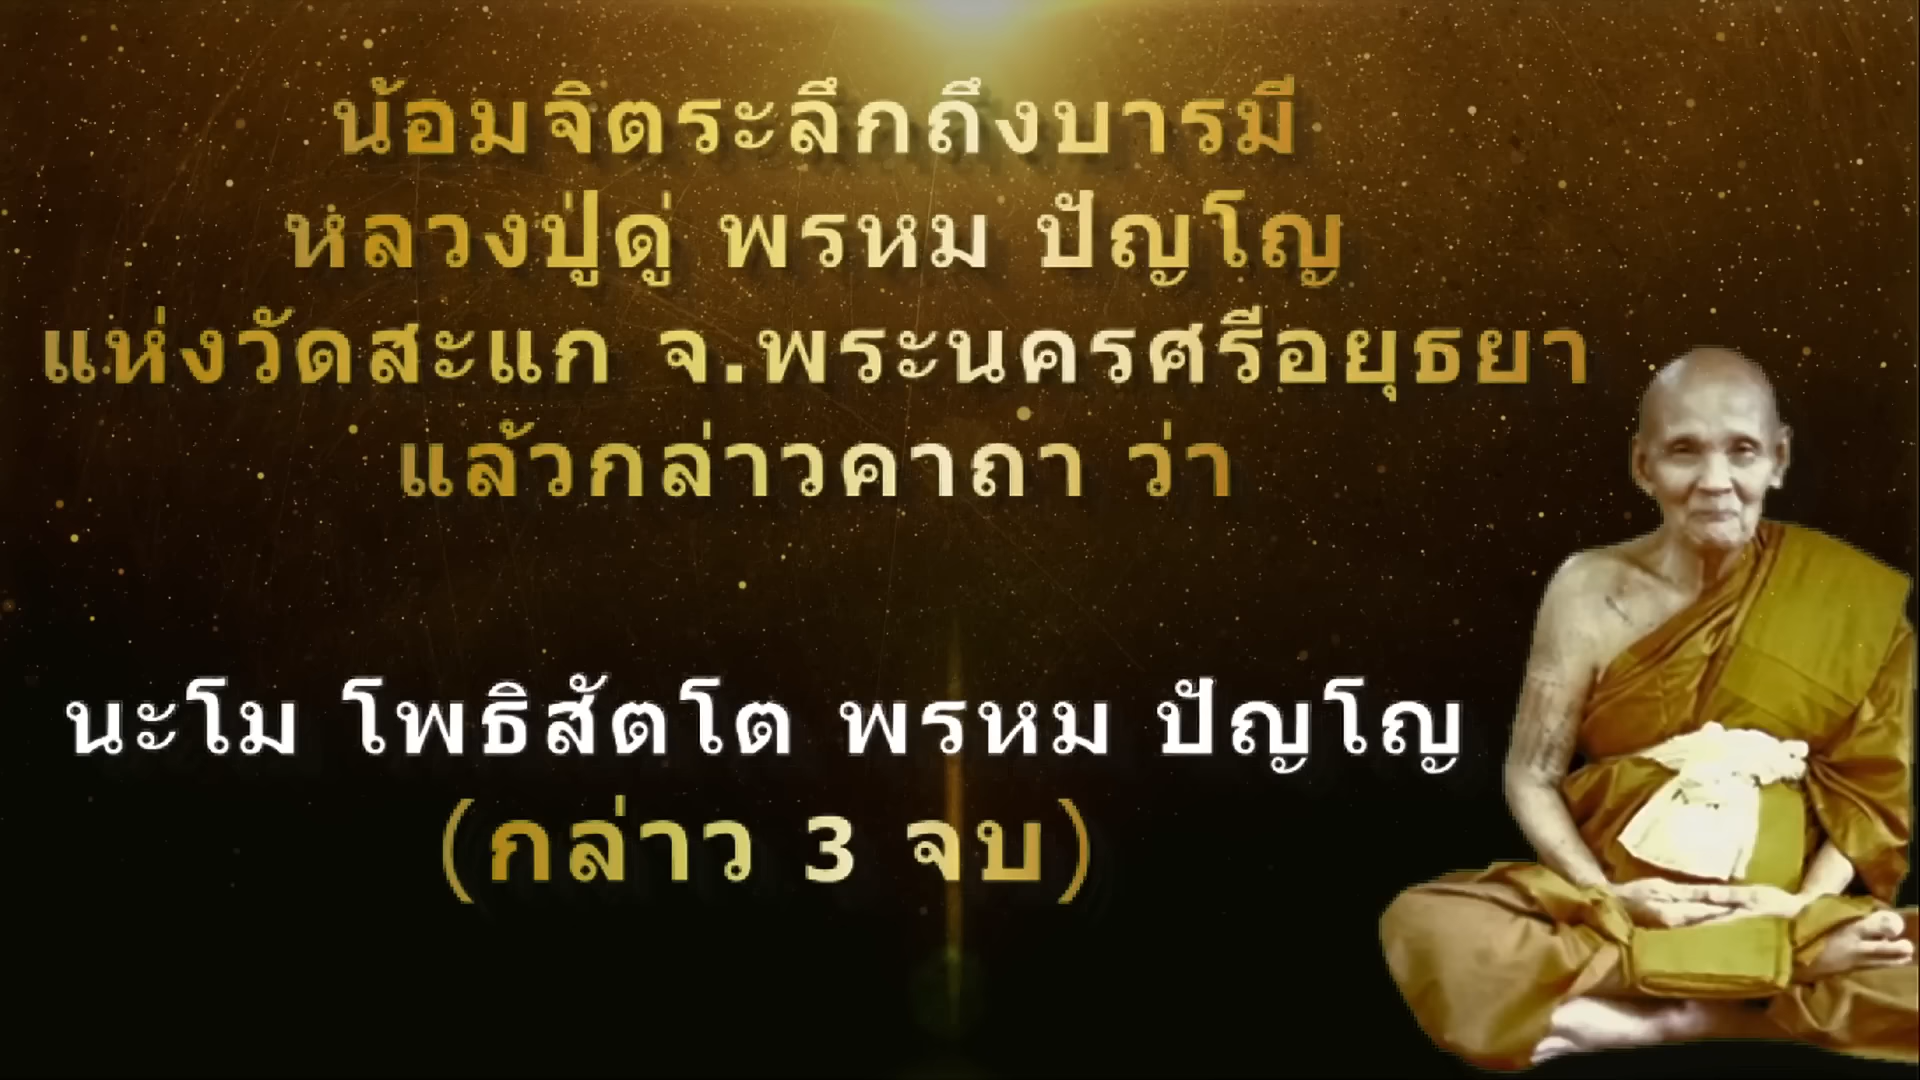 น้อมจิตระลึกถึงบารมี
หลวงปู่ดู่ พรหม ปัญโญ
แห่งวัดสะแก จ.พระนครศรีอยุธยา
แล้วกล่าวคาถา ว่า
นะโม โพธิสัตโต พรหม ปัญโญ
(กล่าว 3 จบ)